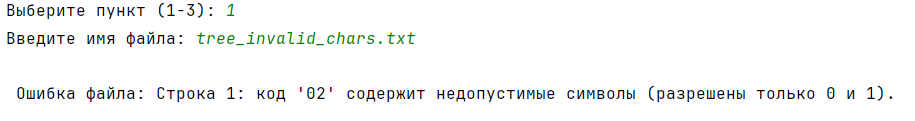 Выберите пункт (1-3): 1
Введите имя файла: tree_invalid_chars.txt
Ошибка файла: Строка 1: код '02' содержит недопустимые символы (разрешены только 0 и 1).